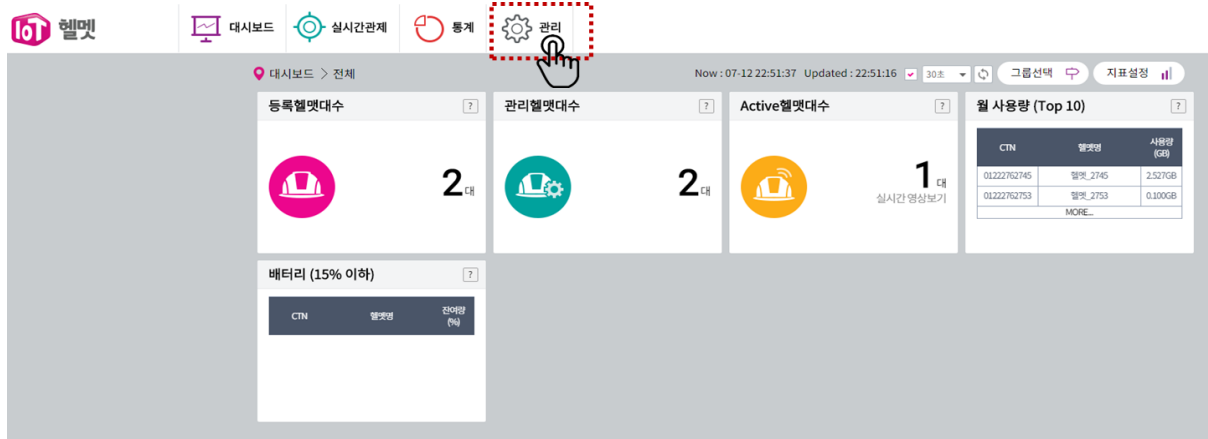 IoT 헬멧
대시보드 실시간관제 통계 관리
대시보드 > 전체
Now : 07-12 22:51:37 Updated : 22:51:16 30초 그룹선택 지표설정
등록헬맷대수 ?
2대
관리헬맷대수 ?
2대
Active헬맷대수 ?
1대
실시간 영상보기
월 사용량 (Top 10) ?
CTN 헬멧명 사용량
(GB)
01222762745 헬멧_2745 2.527GB
01222762753 헬멧_2753 0.100GB
MORE...
배터리 (15% 이하) ?
CTN 헬멧명 잔여량
(%)